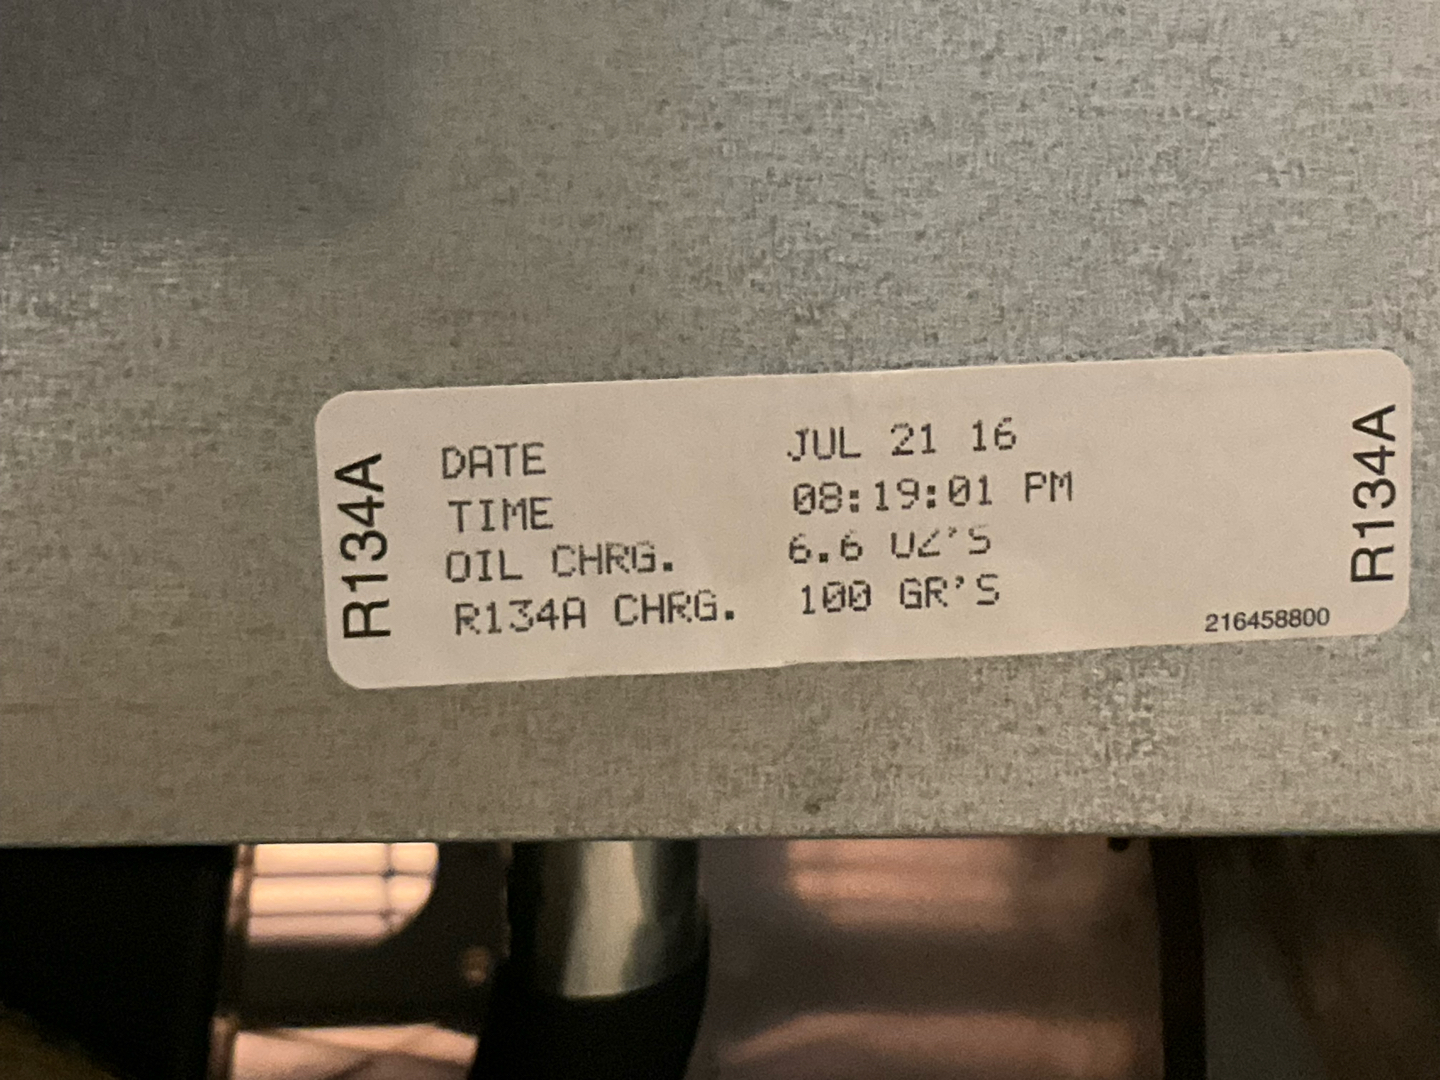 R134A
DATE JUL 21 16
TIME 08:19:01 PM
OIL CHRG. 6.6 OZ'S
R134A CHRG. 100 GR'S
216458800
R134A